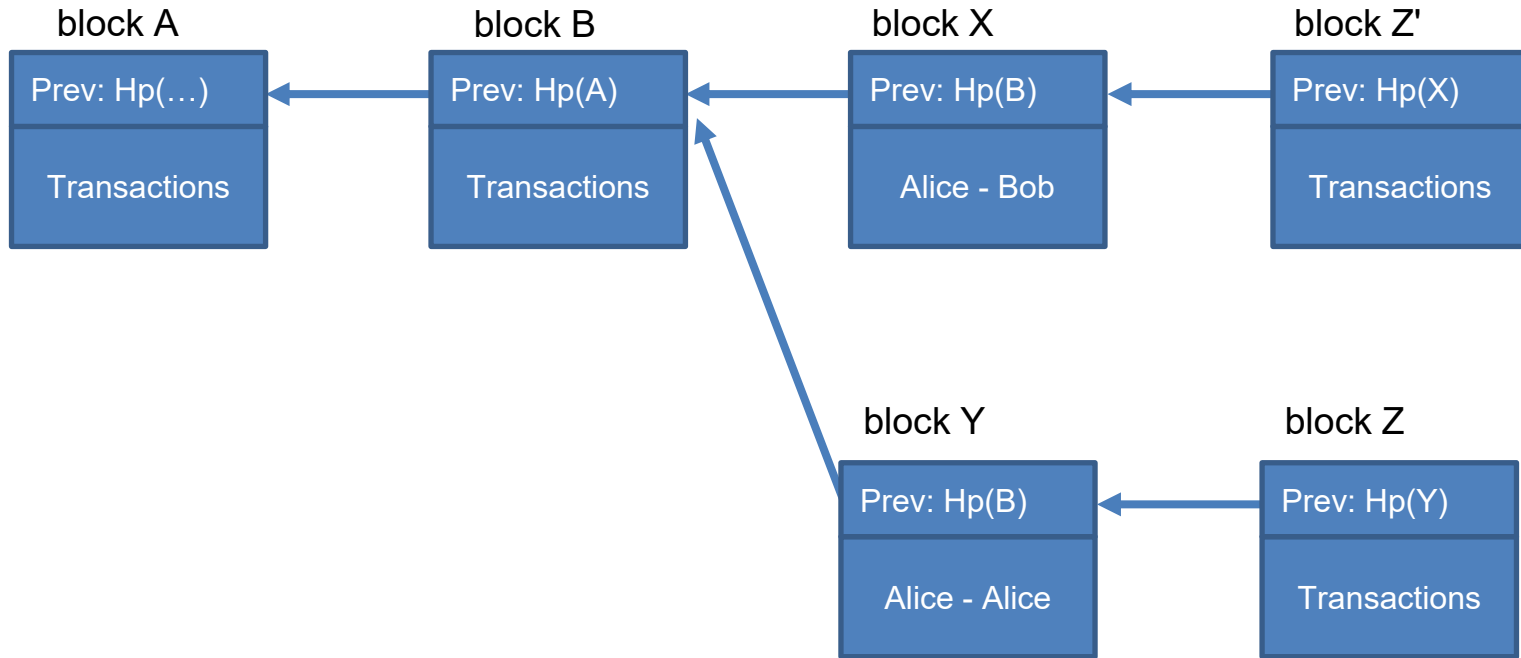 block A
block B
block X
block Z'
Prev: Hp(…)
Prev: Hp(A)
Prev: Hp(B)
Prev: Hp(X)
Transactions
Transactions
Alice - Bob
Transactions
block Y
block Z
Prev: Hp(B)
Prev: Hp(Y)
Alice - Alice
Transactions